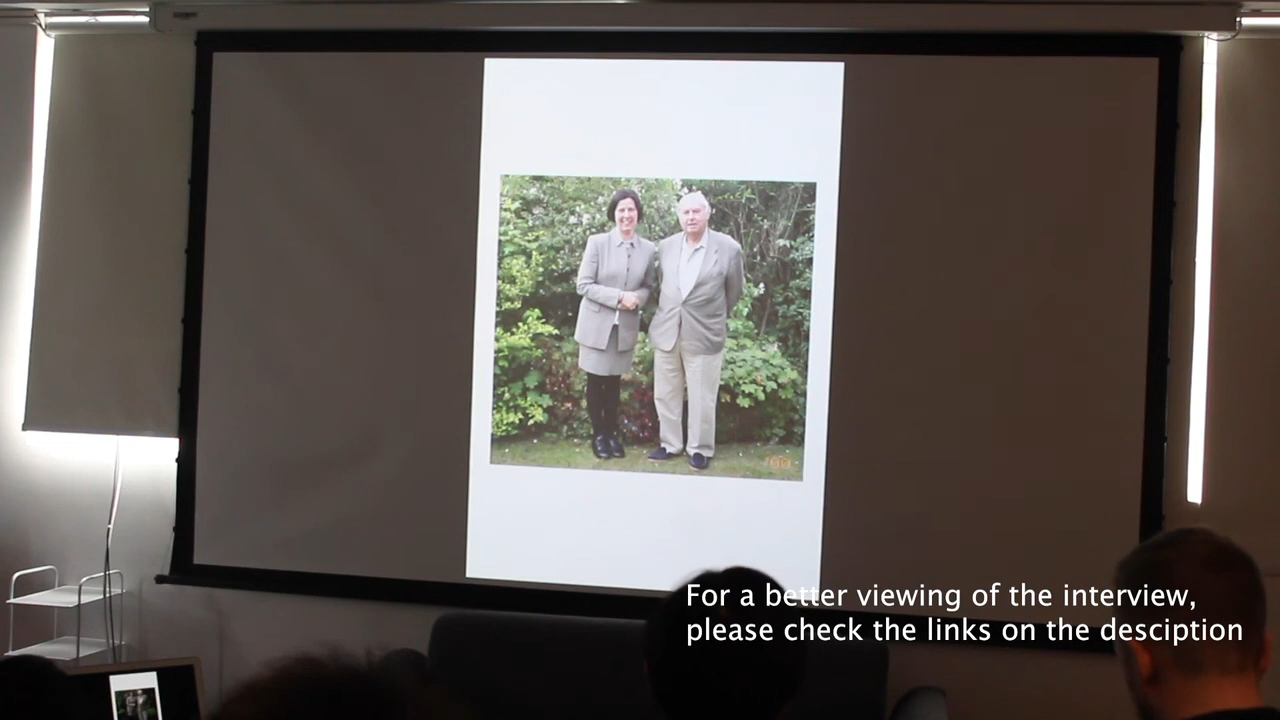 For a better viewing of the interview,
please check the links on the desciption